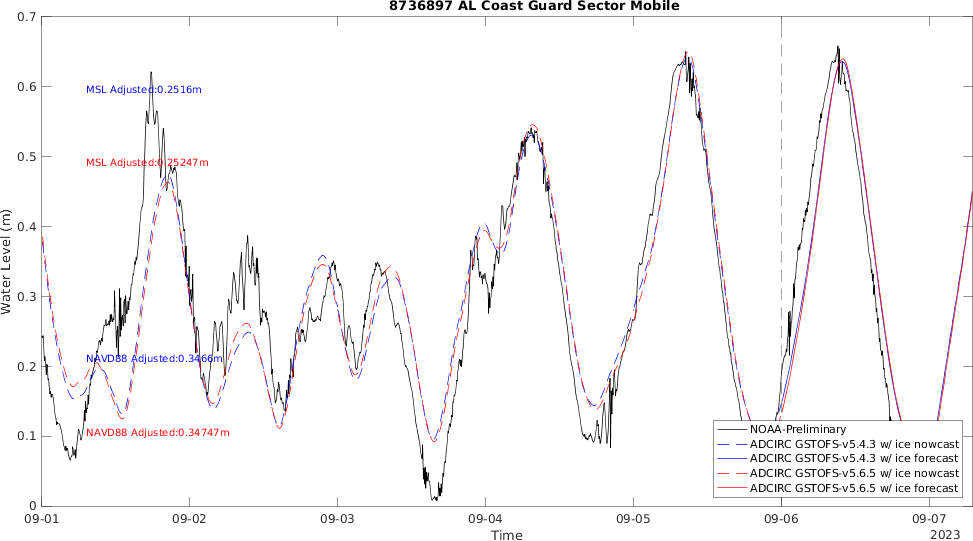 8736897 AL Coast Guard Sector Mobile
0.7
0.6
0.5
0.4
0.3
0.2
0.1
0
Water Level (m)
MSL Adjusted:0.2516m
MSL Adjusted:0.25247m
NAVD88 Adjusted:0.3466m
NAVD88 Adjusted:0.34747m
NOAA-Preliminary
ADCIRC GSTOFS-v5.4.3 w/ ice nowcast
ADCIRC GSTOFS-v5.4.3 w/ ice forecast
ADCIRC GSTOFS-v5.6.5 w/ ice nowcast
ADCIRC GSTOFS-v5.6.5 w/ ice forecast
09-01 09-02 09-03 09-04 09-05 09-06 09-07
Time
2023